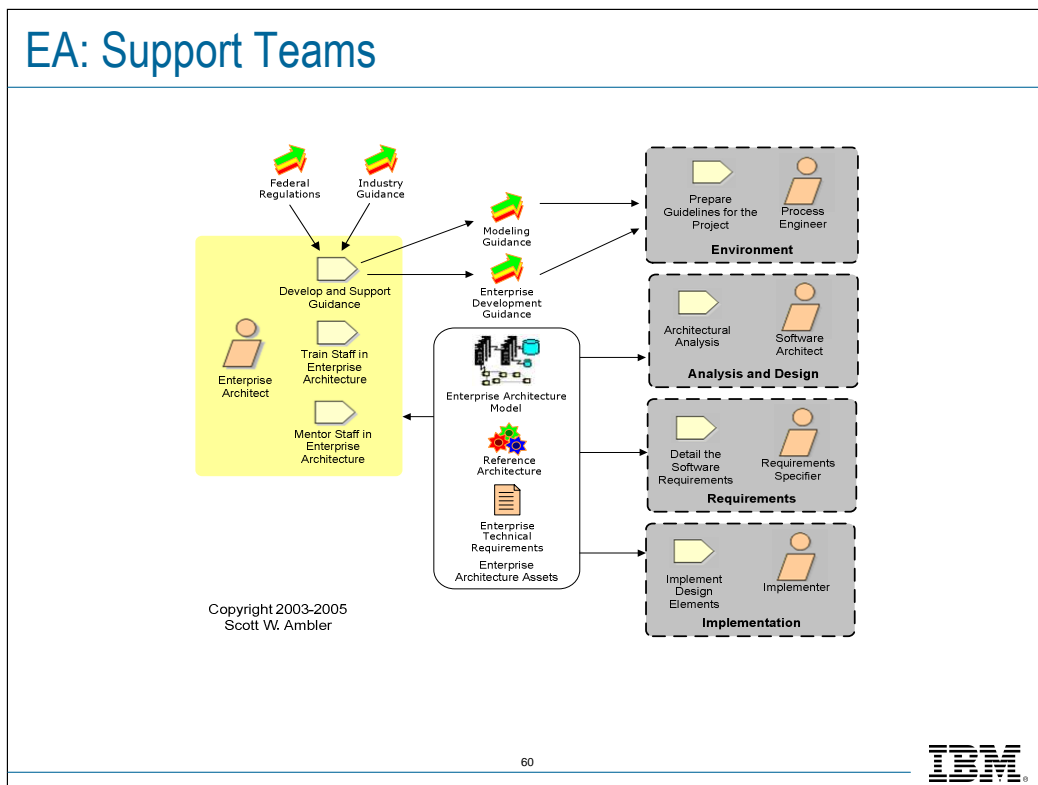 EA: Support Teams
Federal
Regulations
Industry
Guidance
Modeling
Guidance
Enterprise
Development
Guidance
Develop and Support
Guidance
Enterprise
Architect
Train Staff in
Enterprise
Architecture
Mentor Staff in
Enterprise
Architecture
Enterprise Architecture
Model
Reference
Architecture
Enterprise
Technical
Requirements
Enterprise
Architecture Assets
Prepare
Guidelines for the
Project
Process
Engineer
Environment
Architectural
Analysis
Software
Architect
Analysis and Design
Detail the
Software
Requirements
Requirements
Specifier
Requirements
Implement
Design
Elements
Implementer
Implementation
Copyright 2003-2005
Scott W. Ambler
60
IBM®